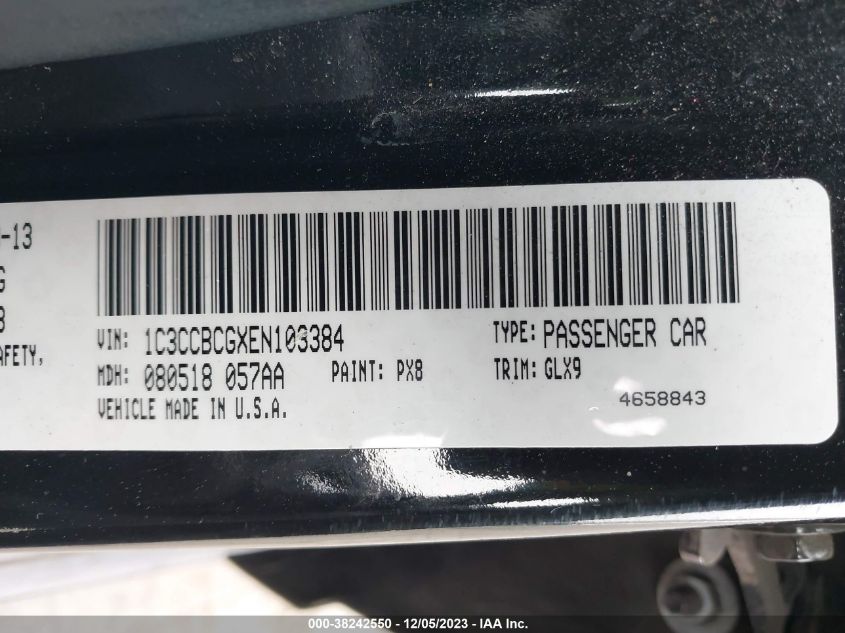 -13
G
8
AFETY,
VIN: 1C3CCBCGXEN103384 TYPE: PASSENGER CAR
MDH: 080518 057AA PAINT: PX8 TRIM: GLX9
VEHICLE MADE IN U.S.A. 4658843
000-38242550 - 12/05/2023 - IAA Inc.